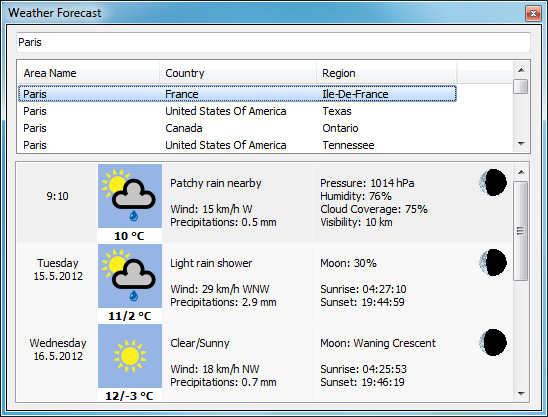 Weather Forecast
Paris
Area Name Country Region
Paris France Ile-De-France
Paris United States Of America Texas
Paris Canada Ontario
Paris United States Of America Tennessee
9:10
10 °C
Patchy rain nearby
Wind: 15 km/h W
Precipitations: 0.5 mm
Pressure: 1014 hPa
Humidity: 76%
Cloud Coverage: 75%
Visibility: 10 km
Tuesday
15.5.2012
11/2 °C
Light rain shower
Wind: 29 km/h WNW
Precipitations: 2.9 mm
Moon: 30%
Sunrise: 04:27:10
Sunset: 19:44:59
Wednesday
16.5.2012
12/-3 °C
Clear/Sunny
Wind: 18 km/h NW
Precipitations: 0.7 mm
Moon: Waning Crescent
Sunrise: 04:25:53
Sunset: 19:46:19